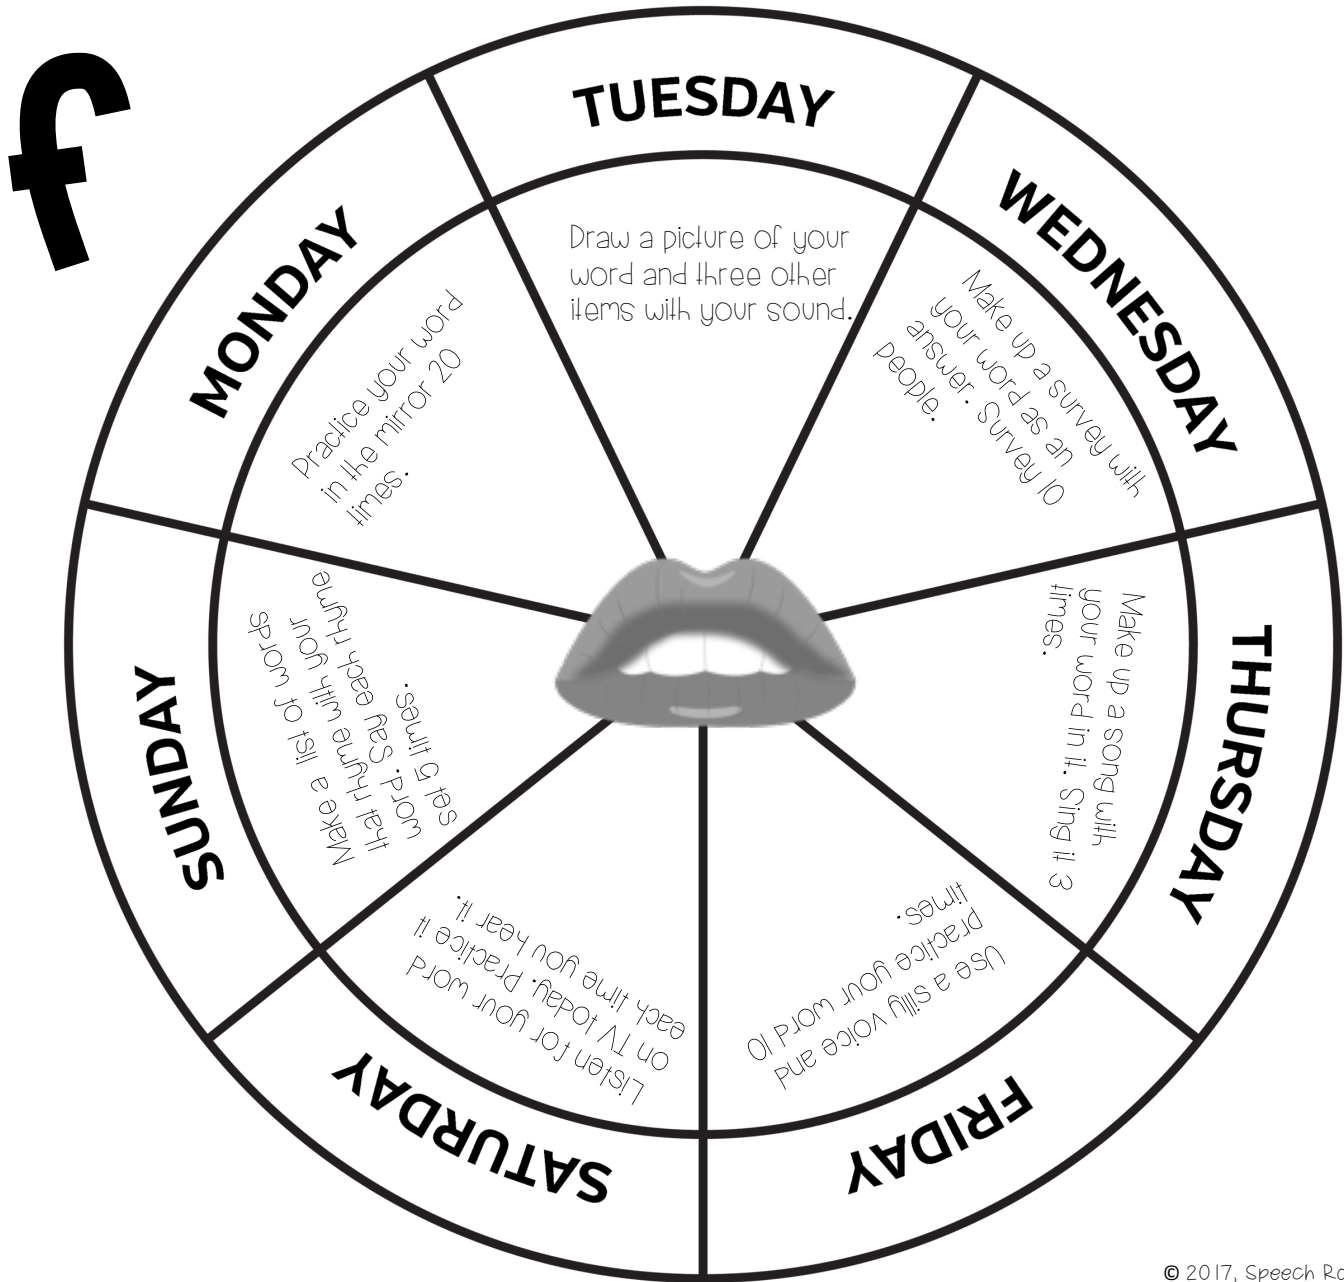 f
MONDAY
Practice your word
in the mirror 20
times.
TUESDAY
Draw a picture of your
word and three other
items with your sound.
WEDNESDAY
Make up a survey with
your word as an
answer. Survey 10
people.
THURSDAY
Make up a song with
your word in it. Sing it 3
times.
FRIDAY
Use a silly voice and
practice your word 10
times.
SATURDAY
Listen for your word
on TV today. Practice it
each time you hear it.
SUNDAY
Make a list of words
that rhyme with your
word. Say each rhyme
set 5 times.
© 2017, Speech